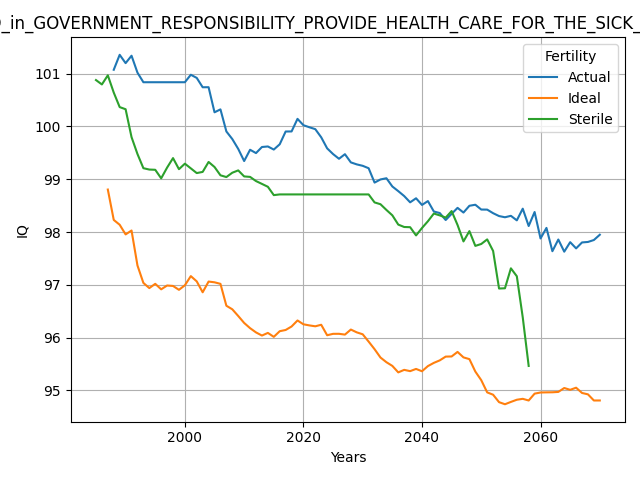 _in_GOVERNMENT_RESPONSIBILITY_PROVIDE_HEALTH_CARE_FOR_THE_SICK_
Fertility
Actual
Ideal
Sterile
IQ
101
100
99
98
97
96
95
2000
2020
2040
2060
Years